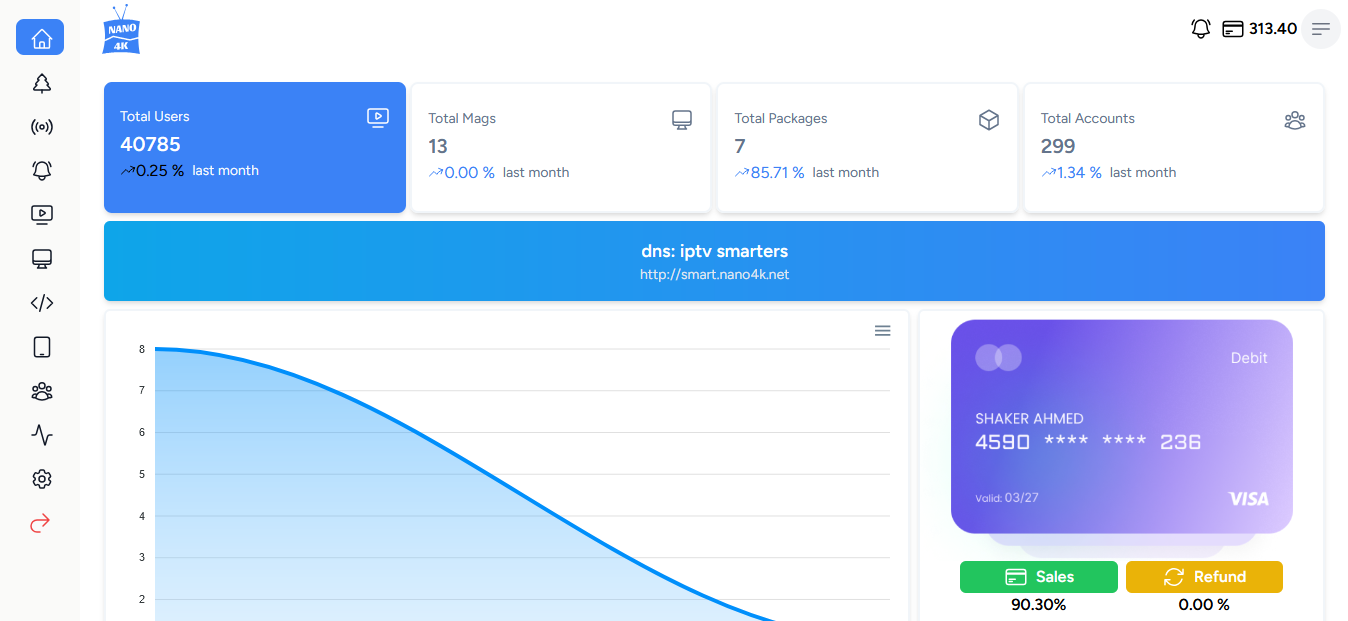 NANO
4K
313.40
Total Users
40785
0.25 % last month
Total Mags
13
0.00 % last month
Total Packages
7
85.71 % last month
Total Accounts
299
1.34 % last month
dns: iptv smarters
http://smart.nano4k.net
8
7
6
5
4
3
2
Debit
SHAKER AHMED
4590 **** **** 236
Valid: 03/27
VISA
Sales
Refund
90.30%
0.00 %